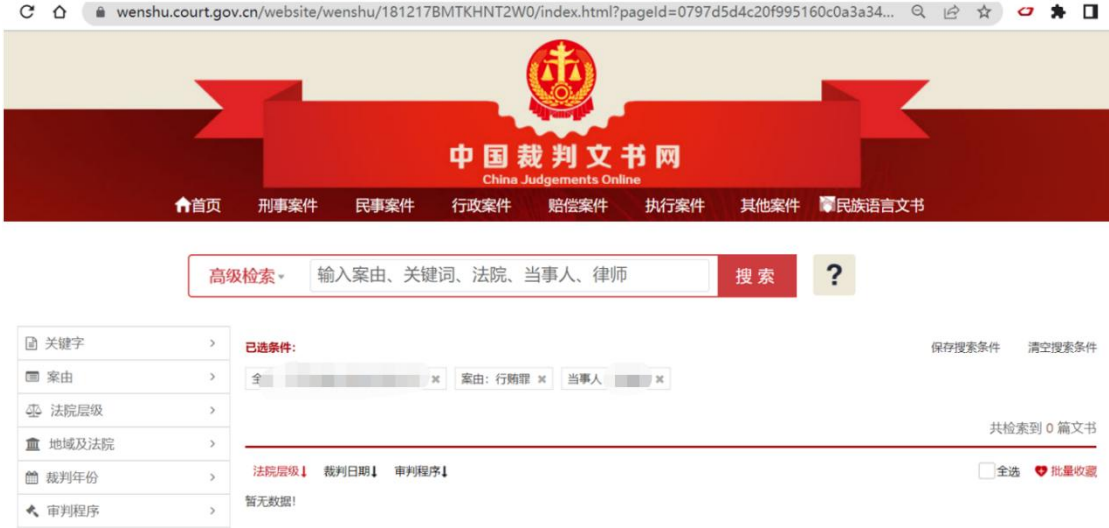 wenshu.court.gov.cn/website/wenshu/181217BMTKHNT2W0/index.html?pageId=0797d5d4c20f995160c0a3a34...
中国裁判文书网
China Judgements Online
首页 刑事案件 民事案件 行政案件 赔偿案件 执行案件 其他案件 民族语言文书
高级检索 输入案由、关键词、法院、当事人、律师 搜索 ?
关键字
已选条件:
保存搜索条件 清空搜索条件
案由
全 案由：行贿罪 当事人
法院层级
共检索到 0 篇文书
地域及法院
法院层级 裁判日期 审判程序 全选 批量收藏
裁判年份
暂无数据!
审判程序